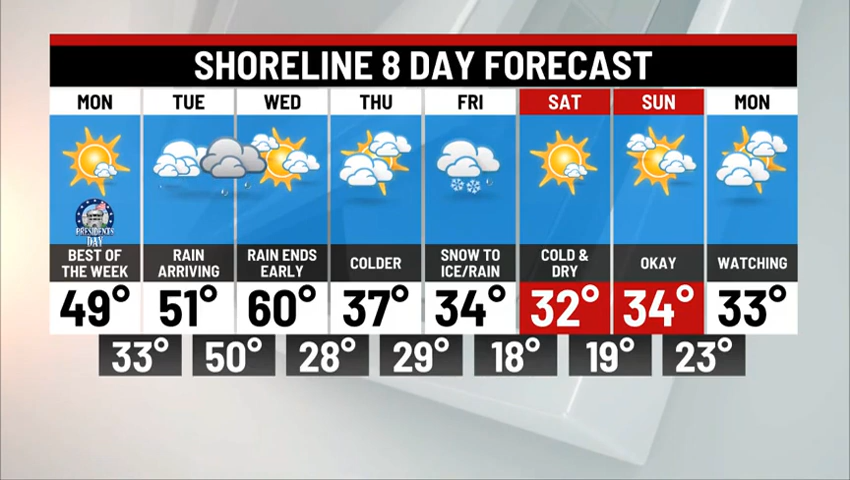 SHORELINE 8 DAY FORECAST
MON TUE WED THU FRI SAT SUN MON
PRESIDENTS
DAY
BEST OF
THE WEEK
RAIN
ARRIVING
RAIN ENDS
EARLY
COLDER
SNOW TO
ICE/RAIN
COLD &
DRY
OKAY
WATCHING
49° 51° 60° 37° 34° 32° 34° 33°
33° 50° 28° 29° 18° 19° 23°